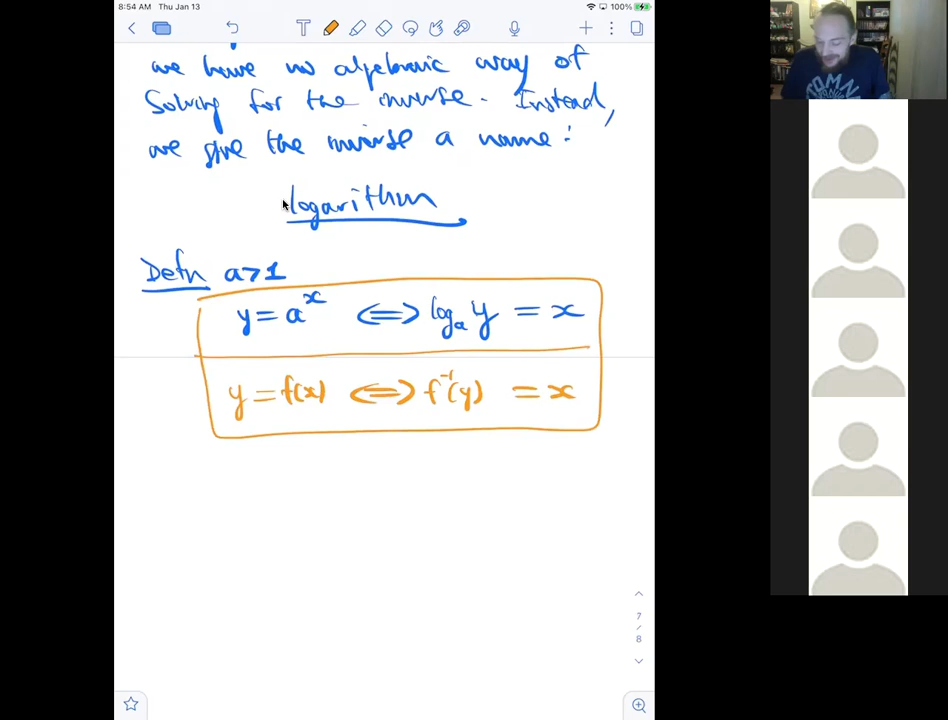 8:54 AM Thu Jan 13
100%
we have no algebraic way of
Solving for the inverse. Instead,
we give the inverse a name:
logarithm
Defn a>1
y = a^x ⟺ log_a y = x
y = f(x) ⟺ f^-1(y) = x
7
/
8